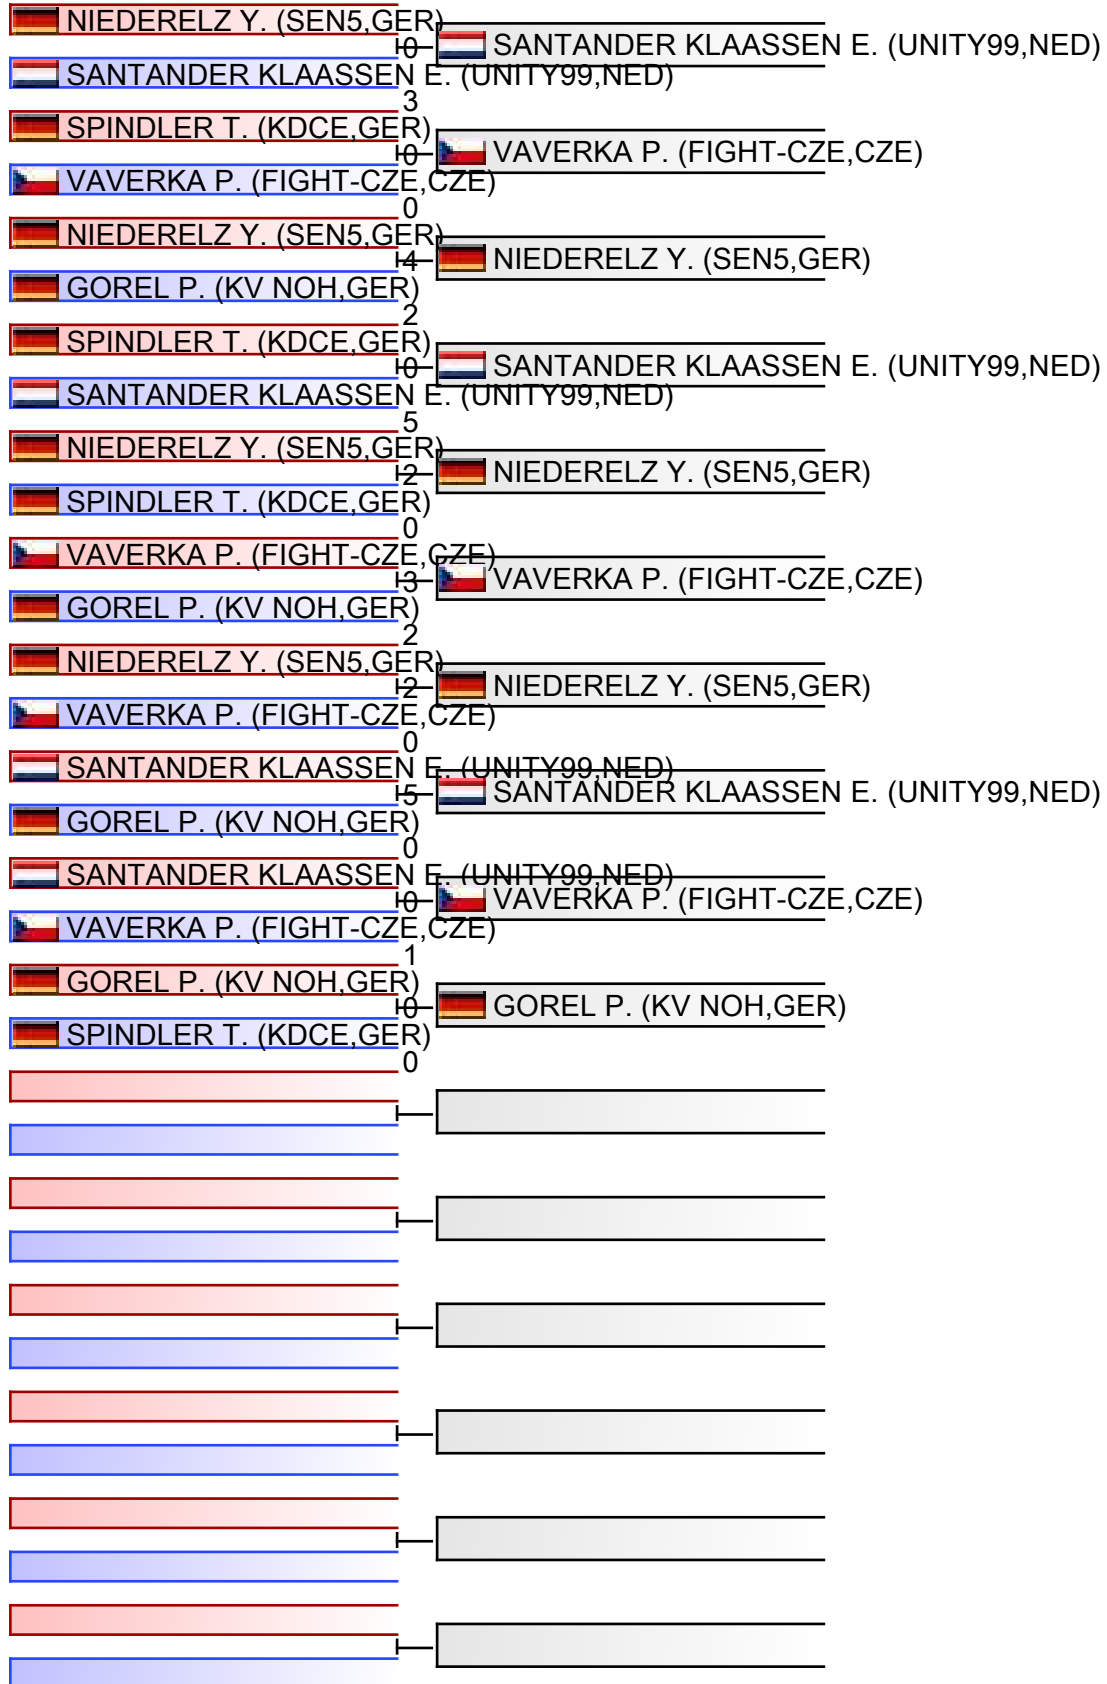 NIEDERELZ Y. (SEN5,GER)
0
SANTANDER KLAASSEN E. (UNITY99,NED)
SANTANDER KLAASSEN E. (UNITY99,NED)
3
SPINDLER T. (KDCE,GER)
0
VAVERKA P. (FIGHT-CZE,CZE)
VAVERKA P. (FIGHT-CZE,CZE)
0
NIEDERELZ Y. (SEN5,GER)
4
NIEDERELZ Y. (SEN5,GER)
GOREL P. (KV NOH,GER)
2
SPINDLER T. (KDCE,GER)
0
SANTANDER KLAASSEN E. (UNITY99,NED)
SANTANDER KLAASSEN E. (UNITY99,NED)
5
NIEDERELZ Y. (SEN5,GER)
2
NIEDERELZ Y. (SEN5,GER)
SPINDLER T. (KDCE,GER)
0
VAVERKA P. (FIGHT-CZE,CZE)
3
VAVERKA P. (FIGHT-CZE,CZE)
GOREL P. (KV NOH,GER)
2
NIEDERELZ Y. (SEN5,GER)
2
NIEDERELZ Y. (SEN5,GER)
VAVERKA P. (FIGHT-CZE,CZE)
0
SANTANDER KLAASSEN E. (UNITY99,NED)
5
SANTANDER KLAASSEN E. (UNITY99,NED)
GOREL P. (KV NOH,GER)
0
SANTANDER KLAASSEN E. (UNITY99,NED)
0
VAVERKA P. (FIGHT-CZE,CZE)
VAVERKA P. (FIGHT-CZE,CZE)
1
GOREL P. (KV NOH,GER)
0
GOREL P. (KV NOH,GER)
SPINDLER T. (KDCE,GER)
0